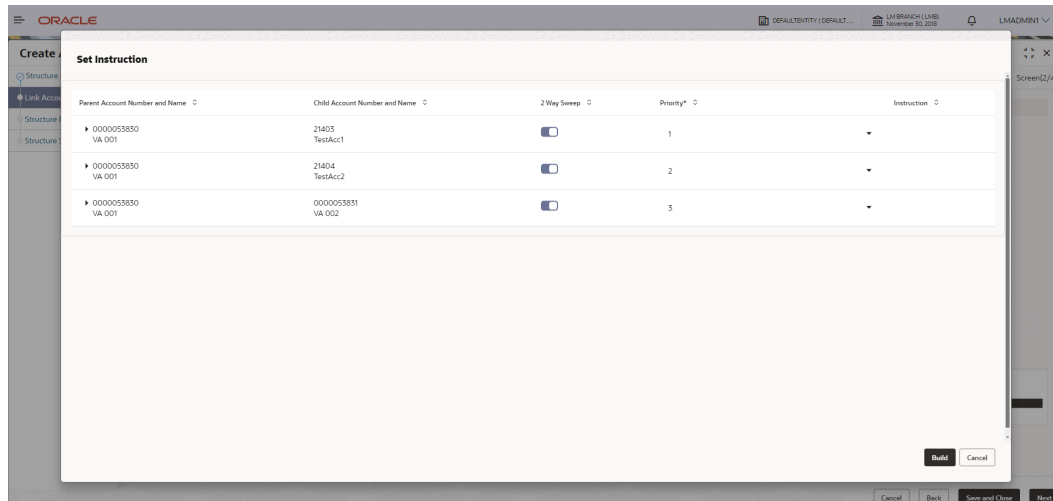 ORACLE
DEFAULTENTITY (DEFAULT....
LM BRANCH (LMB)
November 30, 2018
LMADMIN1
Create
Structure
Screen(2/4
Link Acco
Structure
Structure
Set Instruction
Parent Account Number and Name
Child Account Number and Name
2 Way Sweep
Priority*
Instruction
0000053830
VA 001
21403
TestAcc1
1
0000053830
VA 001
21404
TestAcc2
2
0000053830
VA 001
0000053831
VA 002
3
Build
Cancel
Cancel
Back
Save and Close
Next